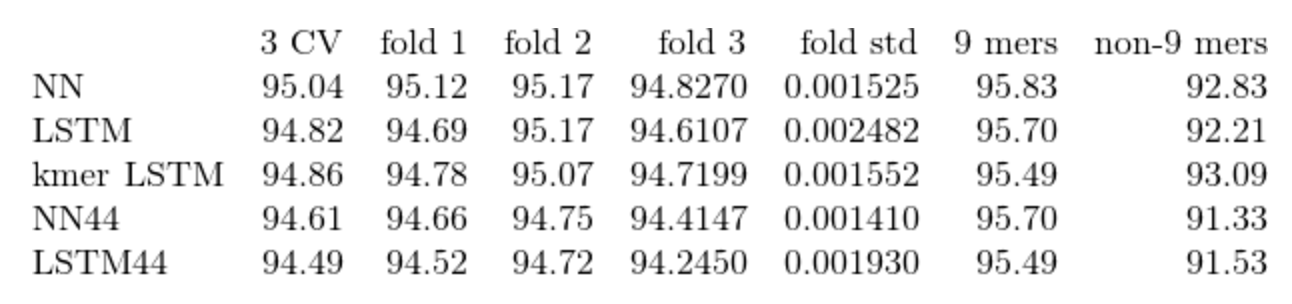 3 CV fold 1 fold 2 fold 3 fold std 9 mers non-9 mers
NN 95.04 95.12 95.17 94.8270 0.001525 95.83 92.83
LSTM 94.82 94.69 95.17 94.6107 0.002482 95.70 92.21
kmer LSTM 94.86 94.78 95.07 94.7199 0.001552 95.49 93.09
NN44 94.61 94.66 94.75 94.4147 0.001410 95.70 91.33
LSTM44 94.49 94.52 94.72 94.2450 0.001930 95.49 91.53